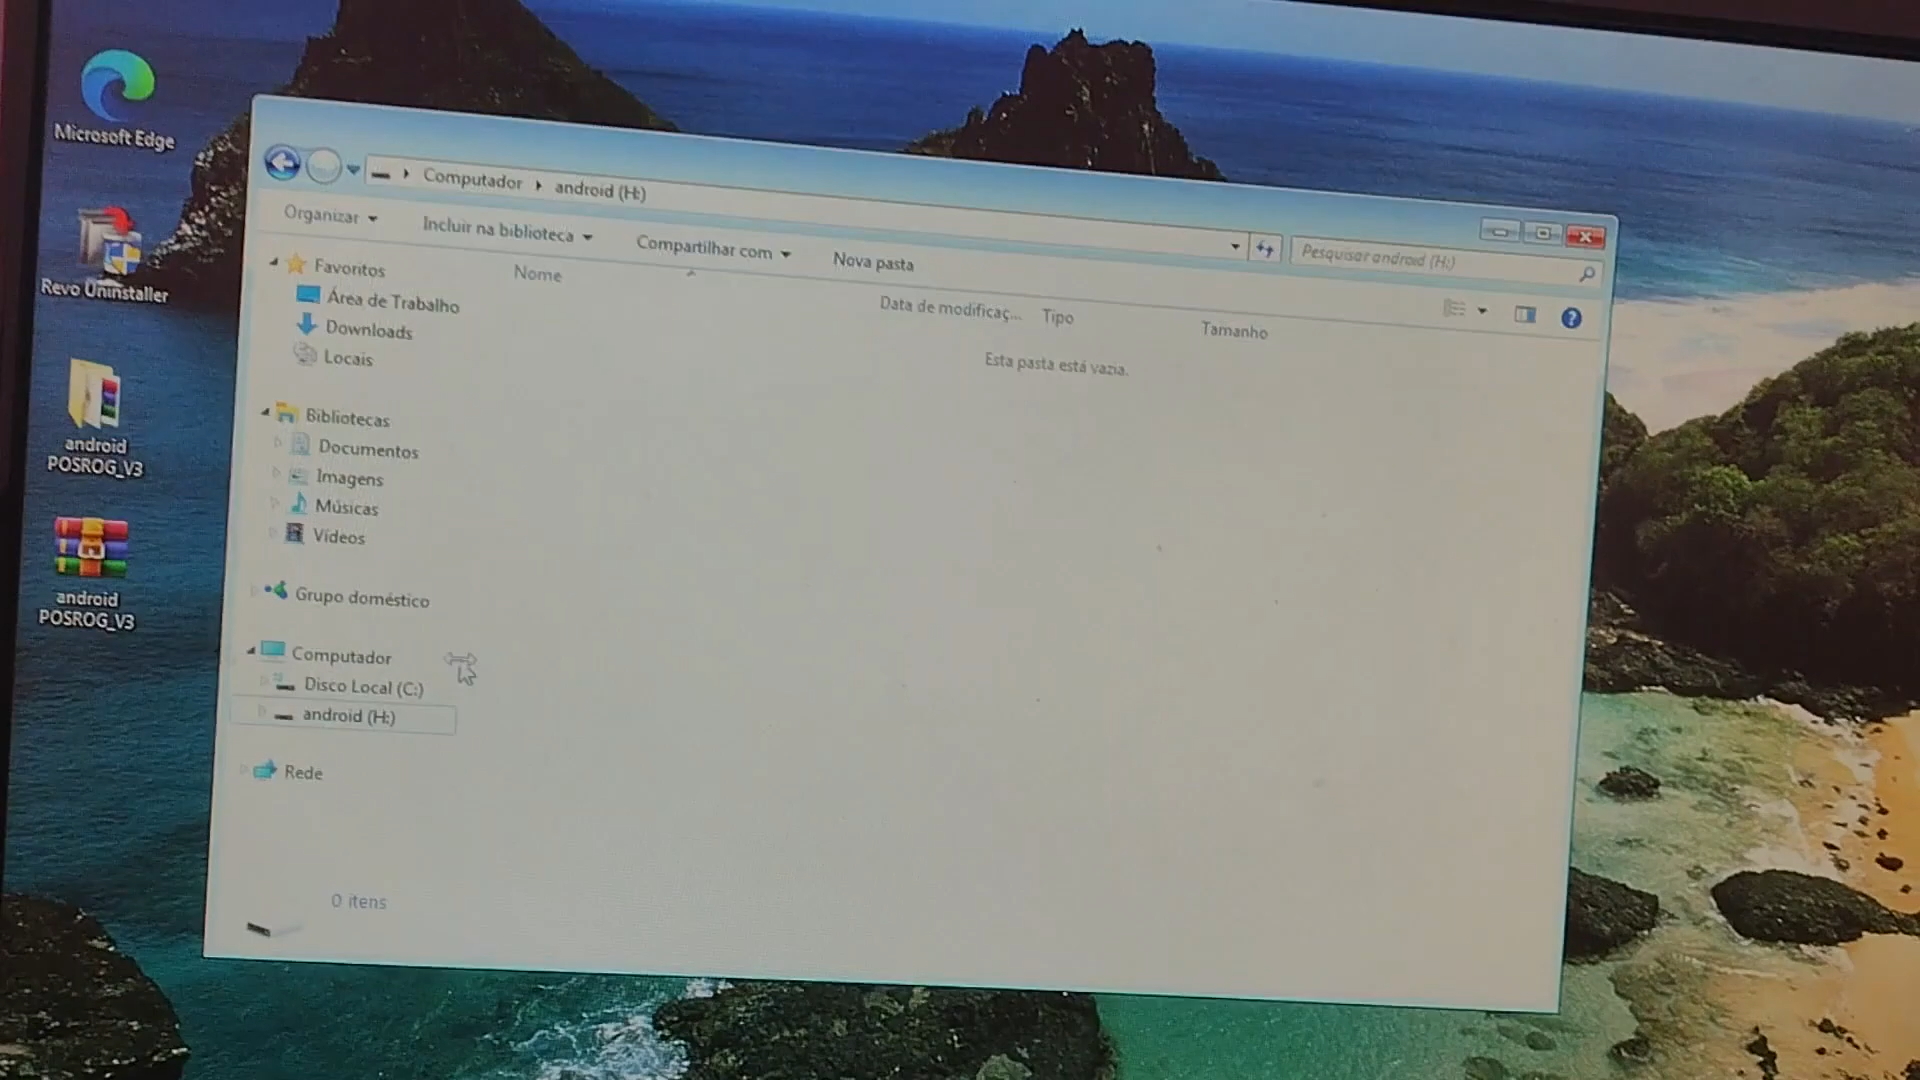 Microsoft Edge
Revo Uninstaller
android
POSROG_V3
android
POSROG_V3
Computador
android (H:)
Pesquisar android (H:)
Organizar
Incluir na biblioteca
Compartilhar com
Nova pasta
Nome
Data de modificaç...
Tipo
Tamanho
Esta pasta está vazia.
Favoritos
Área de Trabalho
Downloads
Locais
Bibliotecas
Documentos
Imagens
Músicas
Vídeos
Grupo doméstico
Computador
Disco Local (C:)
android (H:)
Rede
0 itens